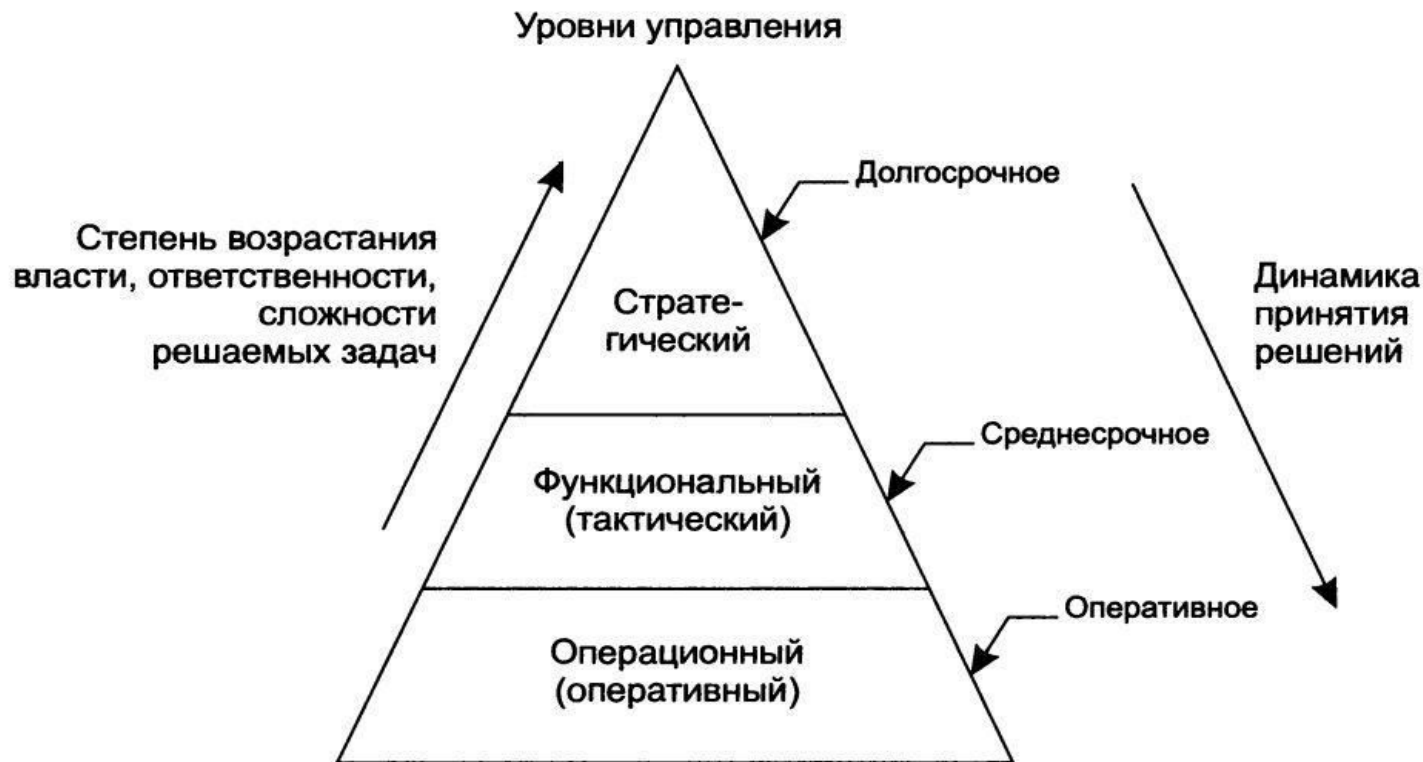 Уровни управления
Долгосрочное
Степень возрастания
власти, ответственности,
сложности
решаемых задач
Динамика
принятия
решений
Страте-
гический
Среднесрочное
Функциональный
(тактический)
Оперативное
Операционный
(оперативный)